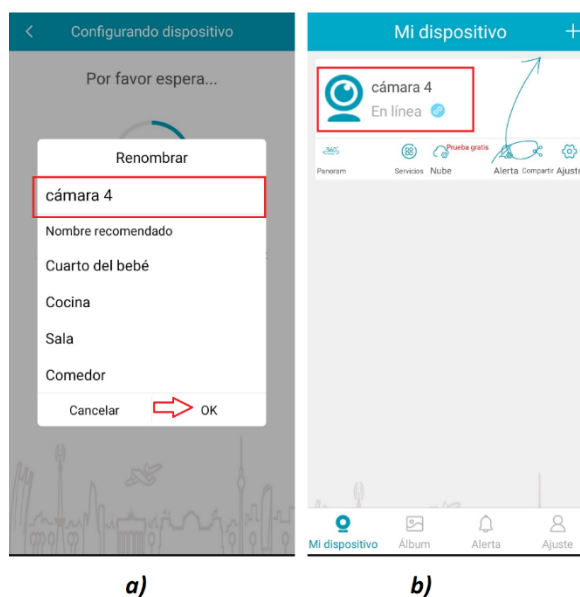 Configurando dispositivo
Por favor espera...
Renombrar
cámara 4
Nombre recomendado
Cuarto del bebé
Cocina
Sala
Comedor
Cancelar OK
a)
Mi dispositivo
cámara 4
En línea
Prueba gratis
Panoram Servicios Nube Alerta Compartir Ajuste
Mi dispositivo Álbum Alerta Ajuste
b)